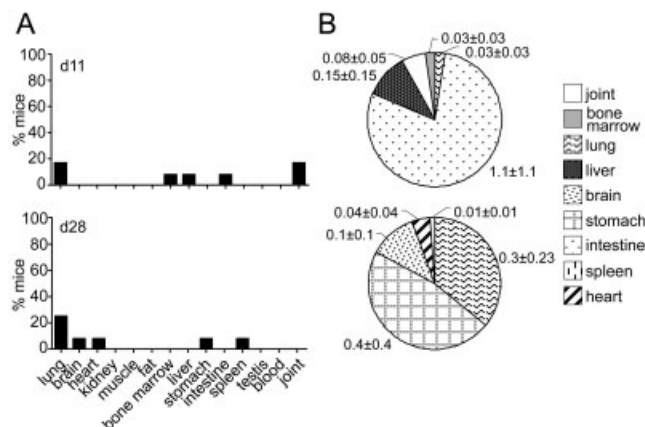 A
B
d11
% mice
100
80
60
40
20
0
0.03±0.03
0.08±0.05
0.03±0.03
0.15±0.15
1.1±1.1
joint
bone
marrow
lung
liver
brain
stomach
intestine
spleen
heart
d28
% mice
100
80
60
40
20
0
lung
brain
heart
kidney
muscle
fat
bone marrow
liver
stomach
intestine
spleen
testis
blood
joint
0.04±0.04
0.01±0.01
0.1±0.1
0.3±0.23
0.4±0.4